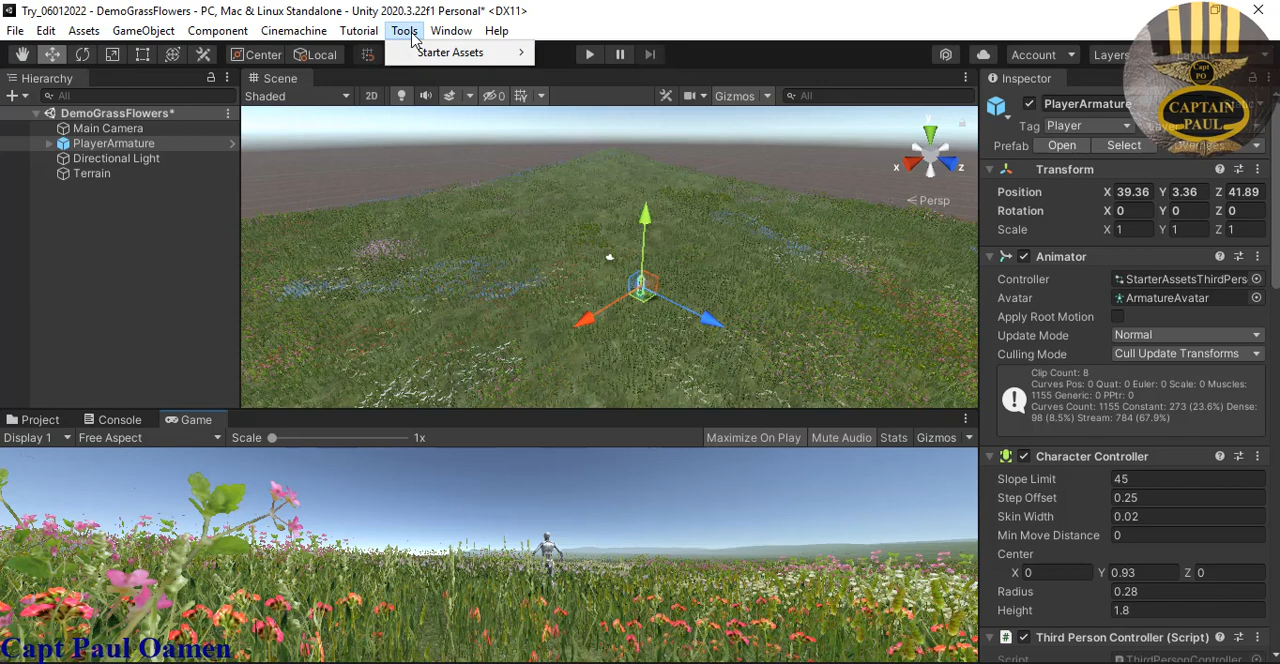 Try_06012022 - DemoGrassFlowers - PC, Mac & Linux Standalone - Unity 2020.3.22f1 Personal* <DX11>
File Edit Assets GameObject Component Cinemachine Tutorial Tools Window Help
Starter Assets
Center Local Account Layers
Hierarchy
All
DemoGrassFlowers*
Main Camera
PlayerArmature
Directional Light
Terrain
Scene
Shaded 2D 0 Gizmos All
y
x
z
Persp
Project Console Game
Display 1 Free Aspect Scale 1x Maximize On Play Mute Audio Stats Gizmos
Capt Paul Oamen
Inspector
PlayerArmature
Tag Player
Prefab Open Select Overrides
Transform
Position X 39.36 Y 3.36 Z 41.89
Rotation X 0 Y 0 Z 0
Scale X 1 Y 1 Z 1
Animator
Controller StarterAssetsThirdPers
Avatar ArmatureAvatar
Apply Root Motion
Update Mode Normal
Culling Mode Cull Update Transforms
Clip Count: 8
Curves Pos: 0 Quat: 0 Euler: 0 Scale: 0 Muscles:
1155 Generic: 0 PPtr: 0
Curves Count: 1155 Constant: 273 (23.6%) Dense:
98 (8.5%) Stream: 784 (67.9%)
Character Controller
Slope Limit 45
Step Offset 0.25
Skin Width 0.02
Min Move Distance 0
Center
X 0 Y 0.93 Z 0
Radius 0.28
Height 1.8
Third Person Controller (Script)
Script ThirdPersonController
Capt
PO
CAPTAIN
PAUL